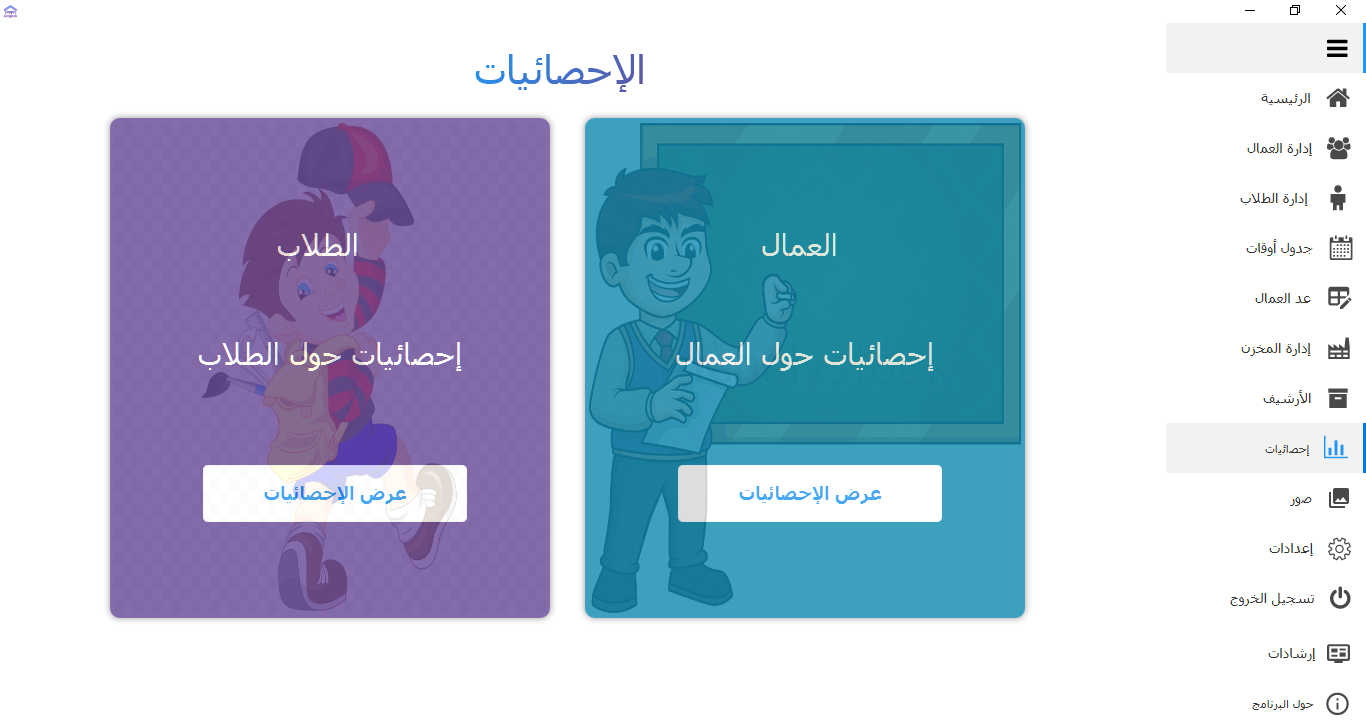 الإحصائيات
العمال
إحصائيات حول العمال
عرض الإحصائيات
الطلاب
إحصائيات حول الطلاب
عرض الإحصائيات
الرئيسية
إدارة العمال
إدارة الطلاب
جدول أوقات
عد العمال
إدارة المخزن
الأرشيف
إحصائيات
صور
إعدادات
تسجيل الخروج
إرشادات
حول البرنامج